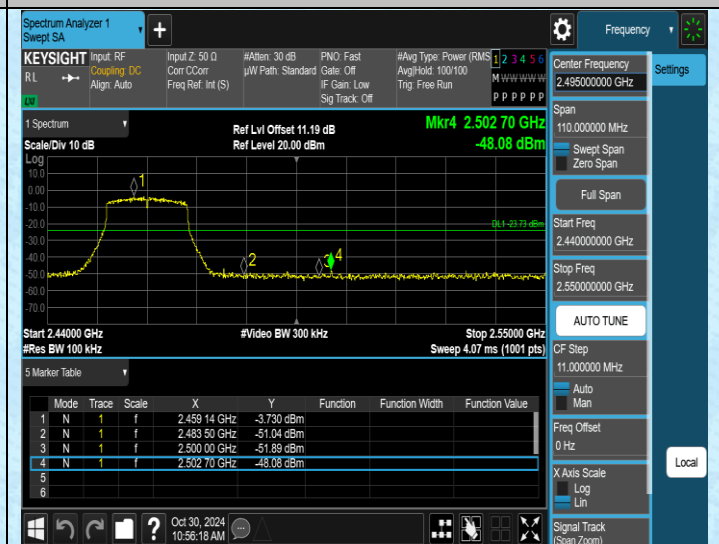 Spectrum Analyzer 1
Swept SA
Frequency
KEYSIGHT
R L
Input: RF
Coupling: DC
Align: Auto
Input Z: 50 Ω
Corr CCorr
Freq Ref: Int (S)
#Atten: 30 dB
µW Path: Standard
PNO: Fast
Gate: Off
IF Gain: Low
Sig Track: Off
#Avg Type: Power (RMS
Avg|Hold: 100/100
Trig: Free Run
1 2 3 4 5 6
M W W W W W
P P P P P P
1 Spectrum
Scale/Div 10 dB
Ref Lvl Offset 11.19 dB
Ref Level 20.00 dBm
Mkr4 2.502 70 GHz
-48.08 dBm
Log
10.0
0.00
-10.0
-20.0
-30.0
-40.0
-50.0
-60.0
-70.0
1
DL1 -23.73 dBm
2
3
4
Start 2.44000 GHz
#Res BW 100 kHz
#Video BW 300 kHz
Stop 2.55000 GHz
Sweep 4.07 ms (1001 pts)
5 Marker Table
Mode Trace Scale X Y Function Function Width Function Value
1 N 1 f 2.459 14 GHz -3.730 dBm
2 N 1 f 2.483 50 GHz -51.04 dBm
3 N 1 f 2.500 00 GHz -51.89 dBm
4 N 1 f 2.502 70 GHz -48.08 dBm
5
6
Center Frequency
2.495000000 GHz
Settings
Span
110.000000 MHz
Swept Span
Zero Span
Full Span
Start Freq
2.440000000 GHz
Stop Freq
2.550000000 GHz
AUTO TUNE
CF Step
11.000000 MHz
Auto
Man
Freq Offset
0 Hz
X Axis Scale
Log
Lin
Signal Track
(Span Zoom)
Local
Oct 30, 2024
10:56:18 AM